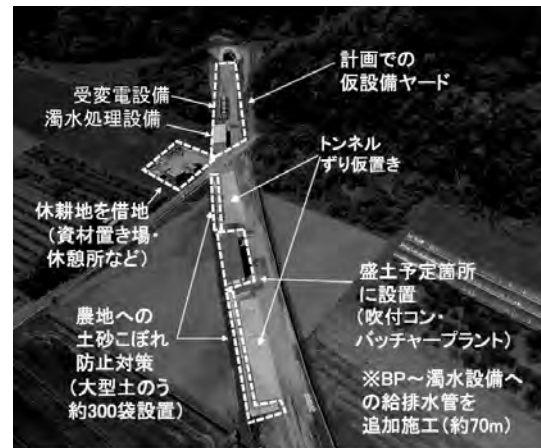 計画での
仮設備ヤード
受変電設備
濁水処理設備
トンネル
ずり仮置き
休耕地を借地
（資材置き場・
休憩所など）
盛土予定箇所
に設置
（吹付コン・
バッチャープラント）
農地への
土砂こぼれ
防止対策
（大型土のう
約300袋設置）
※BP～濁水設備へ
の給排水管を
追加施工（約70m）